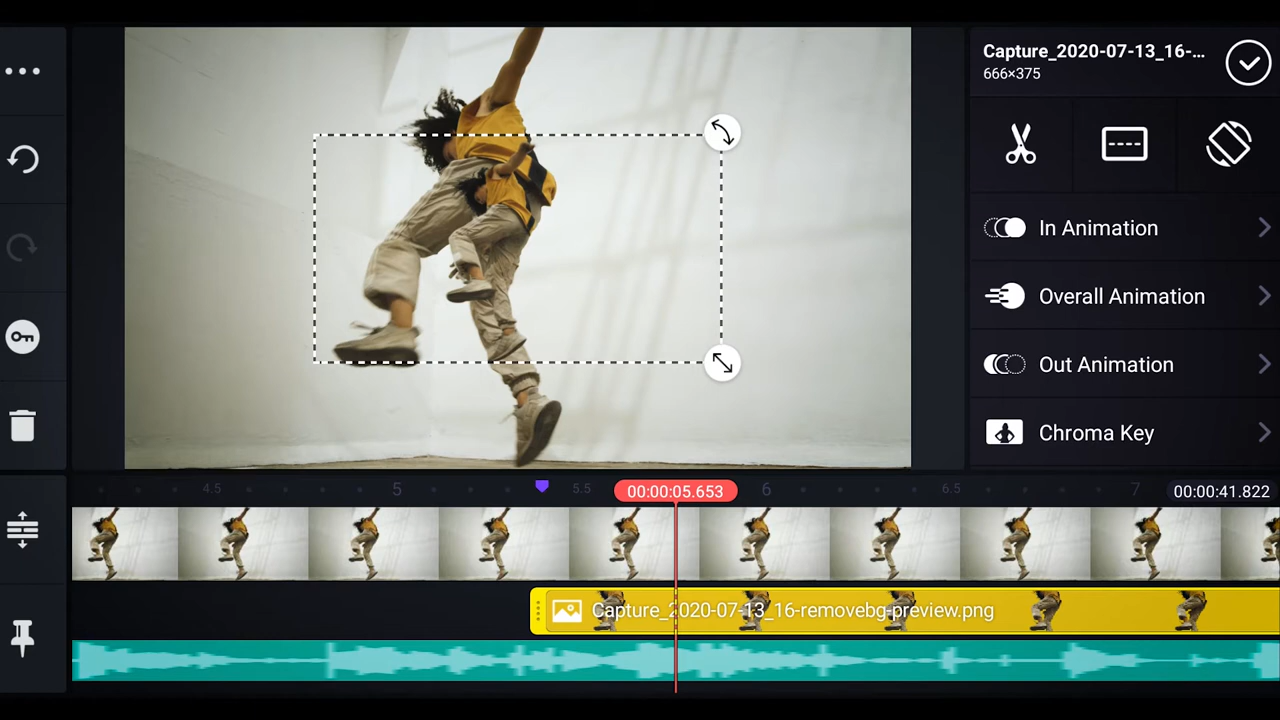 Capture_2020-07-13_16-...
666×375
In Animation
Overall Animation
Out Animation
Chroma Key
4.5
5
5.5
00:00:05.653
6
6.5
7
00:00:41.822
Capture_2020-07-13_16-removebg-preview.png